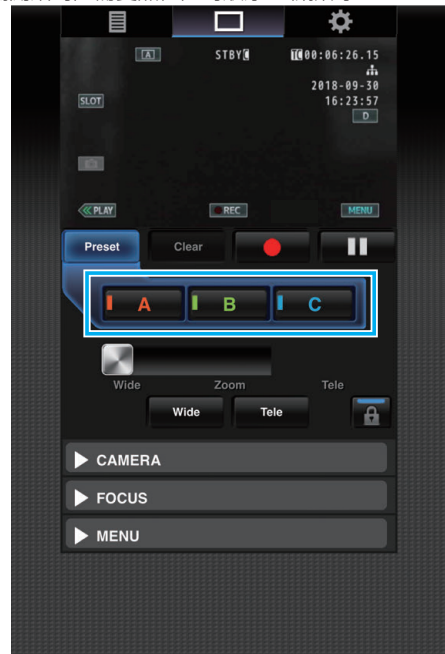 A STBY TC 00:06:26.15
2018-09-30
SLOT 16:23:57
D
PLAY REC MENU
Preset Clear
A B C
Wide Zoom Tele
Wide Tele
CAMERA
FOCUS
MENU